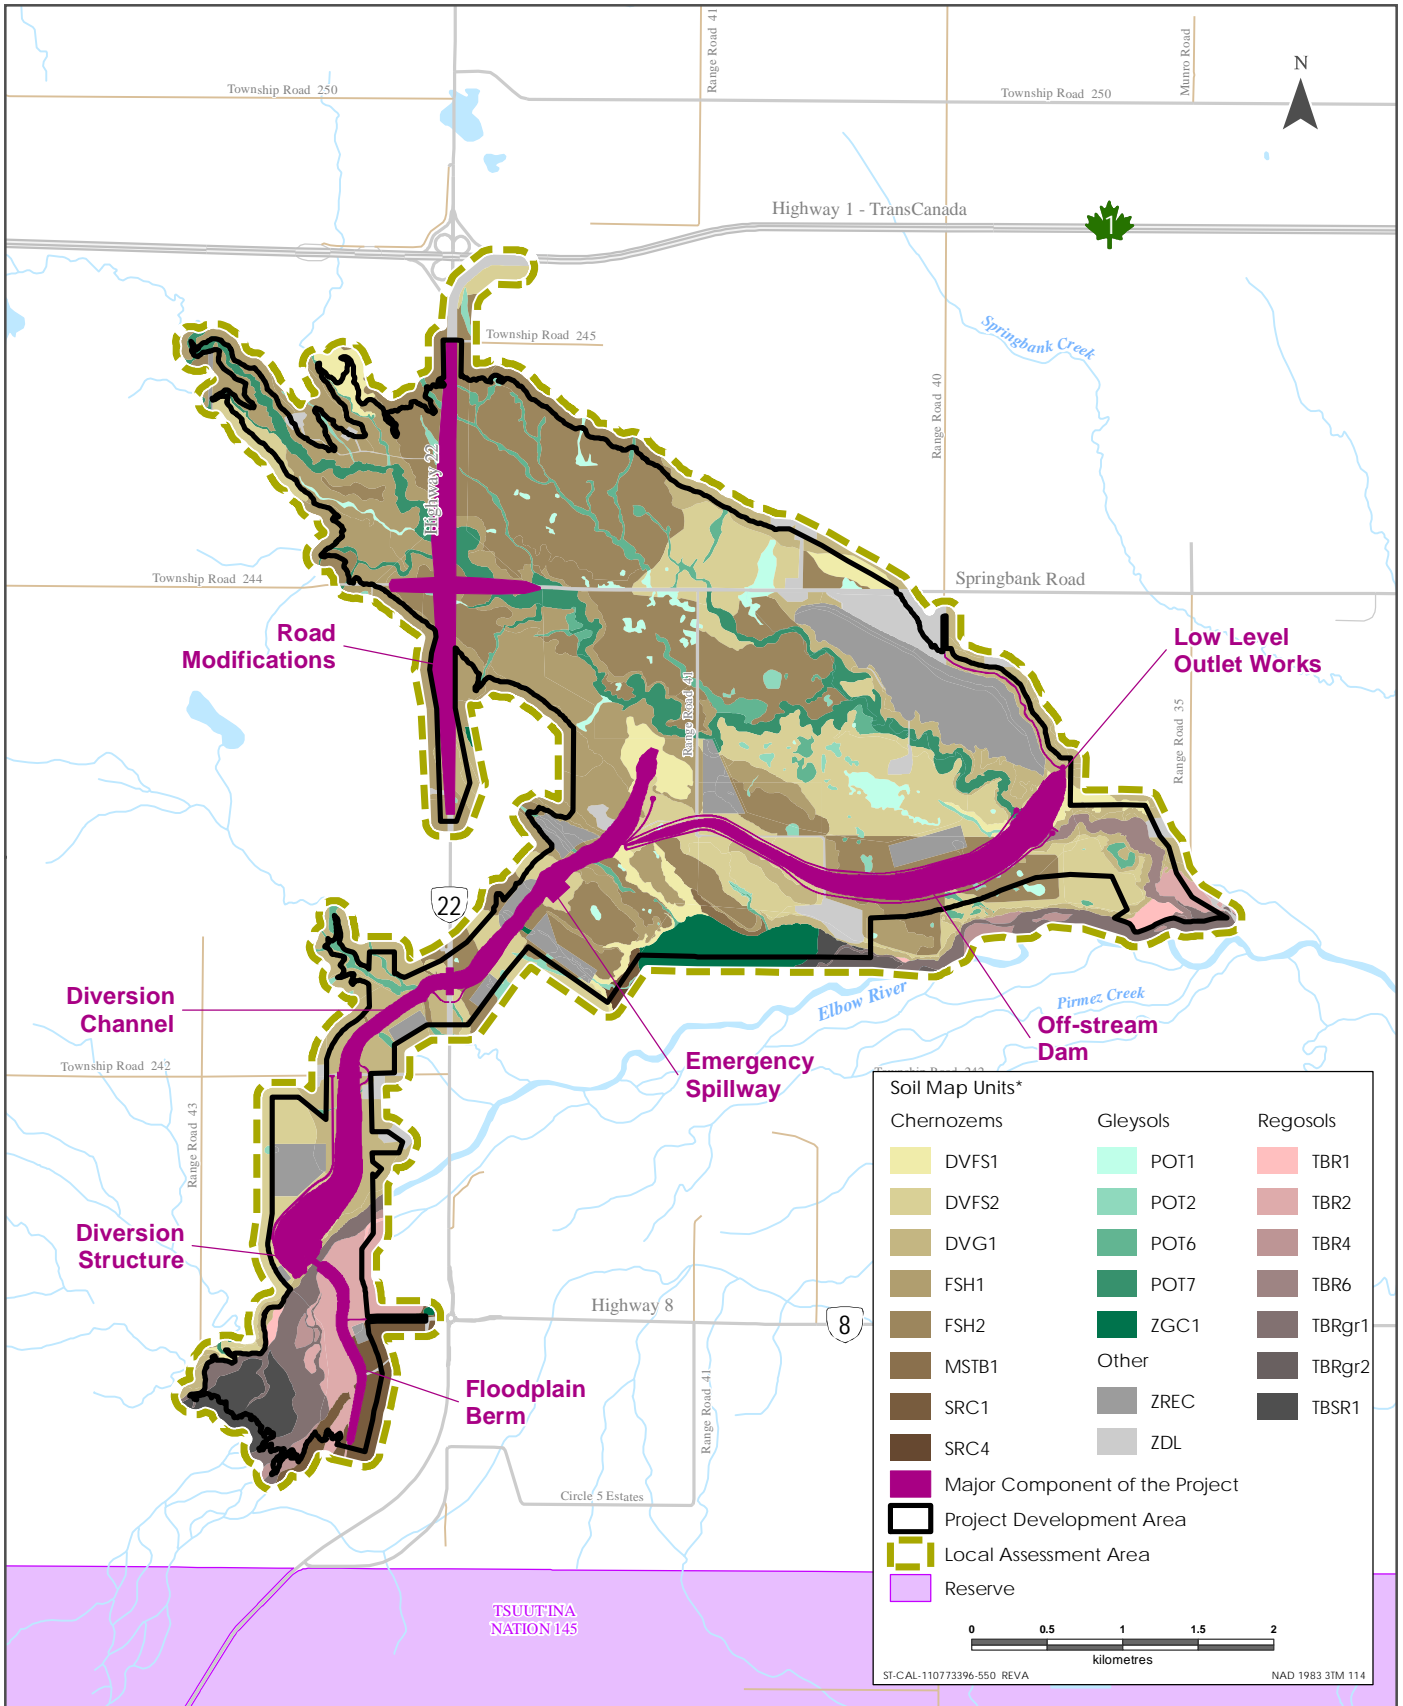 Range Road 41
Munro Road
N
Township Road 250
Township Road 250
Highway 1 - TransCanada
1
Township Road 245
Springbank Creek
Range Road 40
Highway 22
Township Road 244
Springbank Road
Road
Modifications
Low Level
Outlet Works
Range Road 41
Range Road 35
22
Diversion
Channel
Elbow River
Pirmez Creek
Off-stream
Dam
Emergency
Spillway
Township Road 242
Township Road 242
Range Road 43
Diversion
Structure
Highway 8
8
Floodplain
Berm
Range Road 41
Circle 5 Estates
TSUUT'INA
NATION 145
Soil Map Units*
Chernozems
DVFS1
DVFS2
DVG1
FSH1
FSH2
MSTB1
SRC1
SRC4
Gleysols
POT1
POT2
POT6
POT7
ZGC1
Other
ZREC
ZDL
Regosols
TBR1
TBR2
TBR4
TBR6
TBRgr1
TBRgr2
TBSR1
Major Component of the Project
Project Development Area
Local Assessment Area
Reserve
0 0.5 1 1.5 2
kilometres
ST-CAL-110773396-550 REVA
NAD 1983 3TM 114